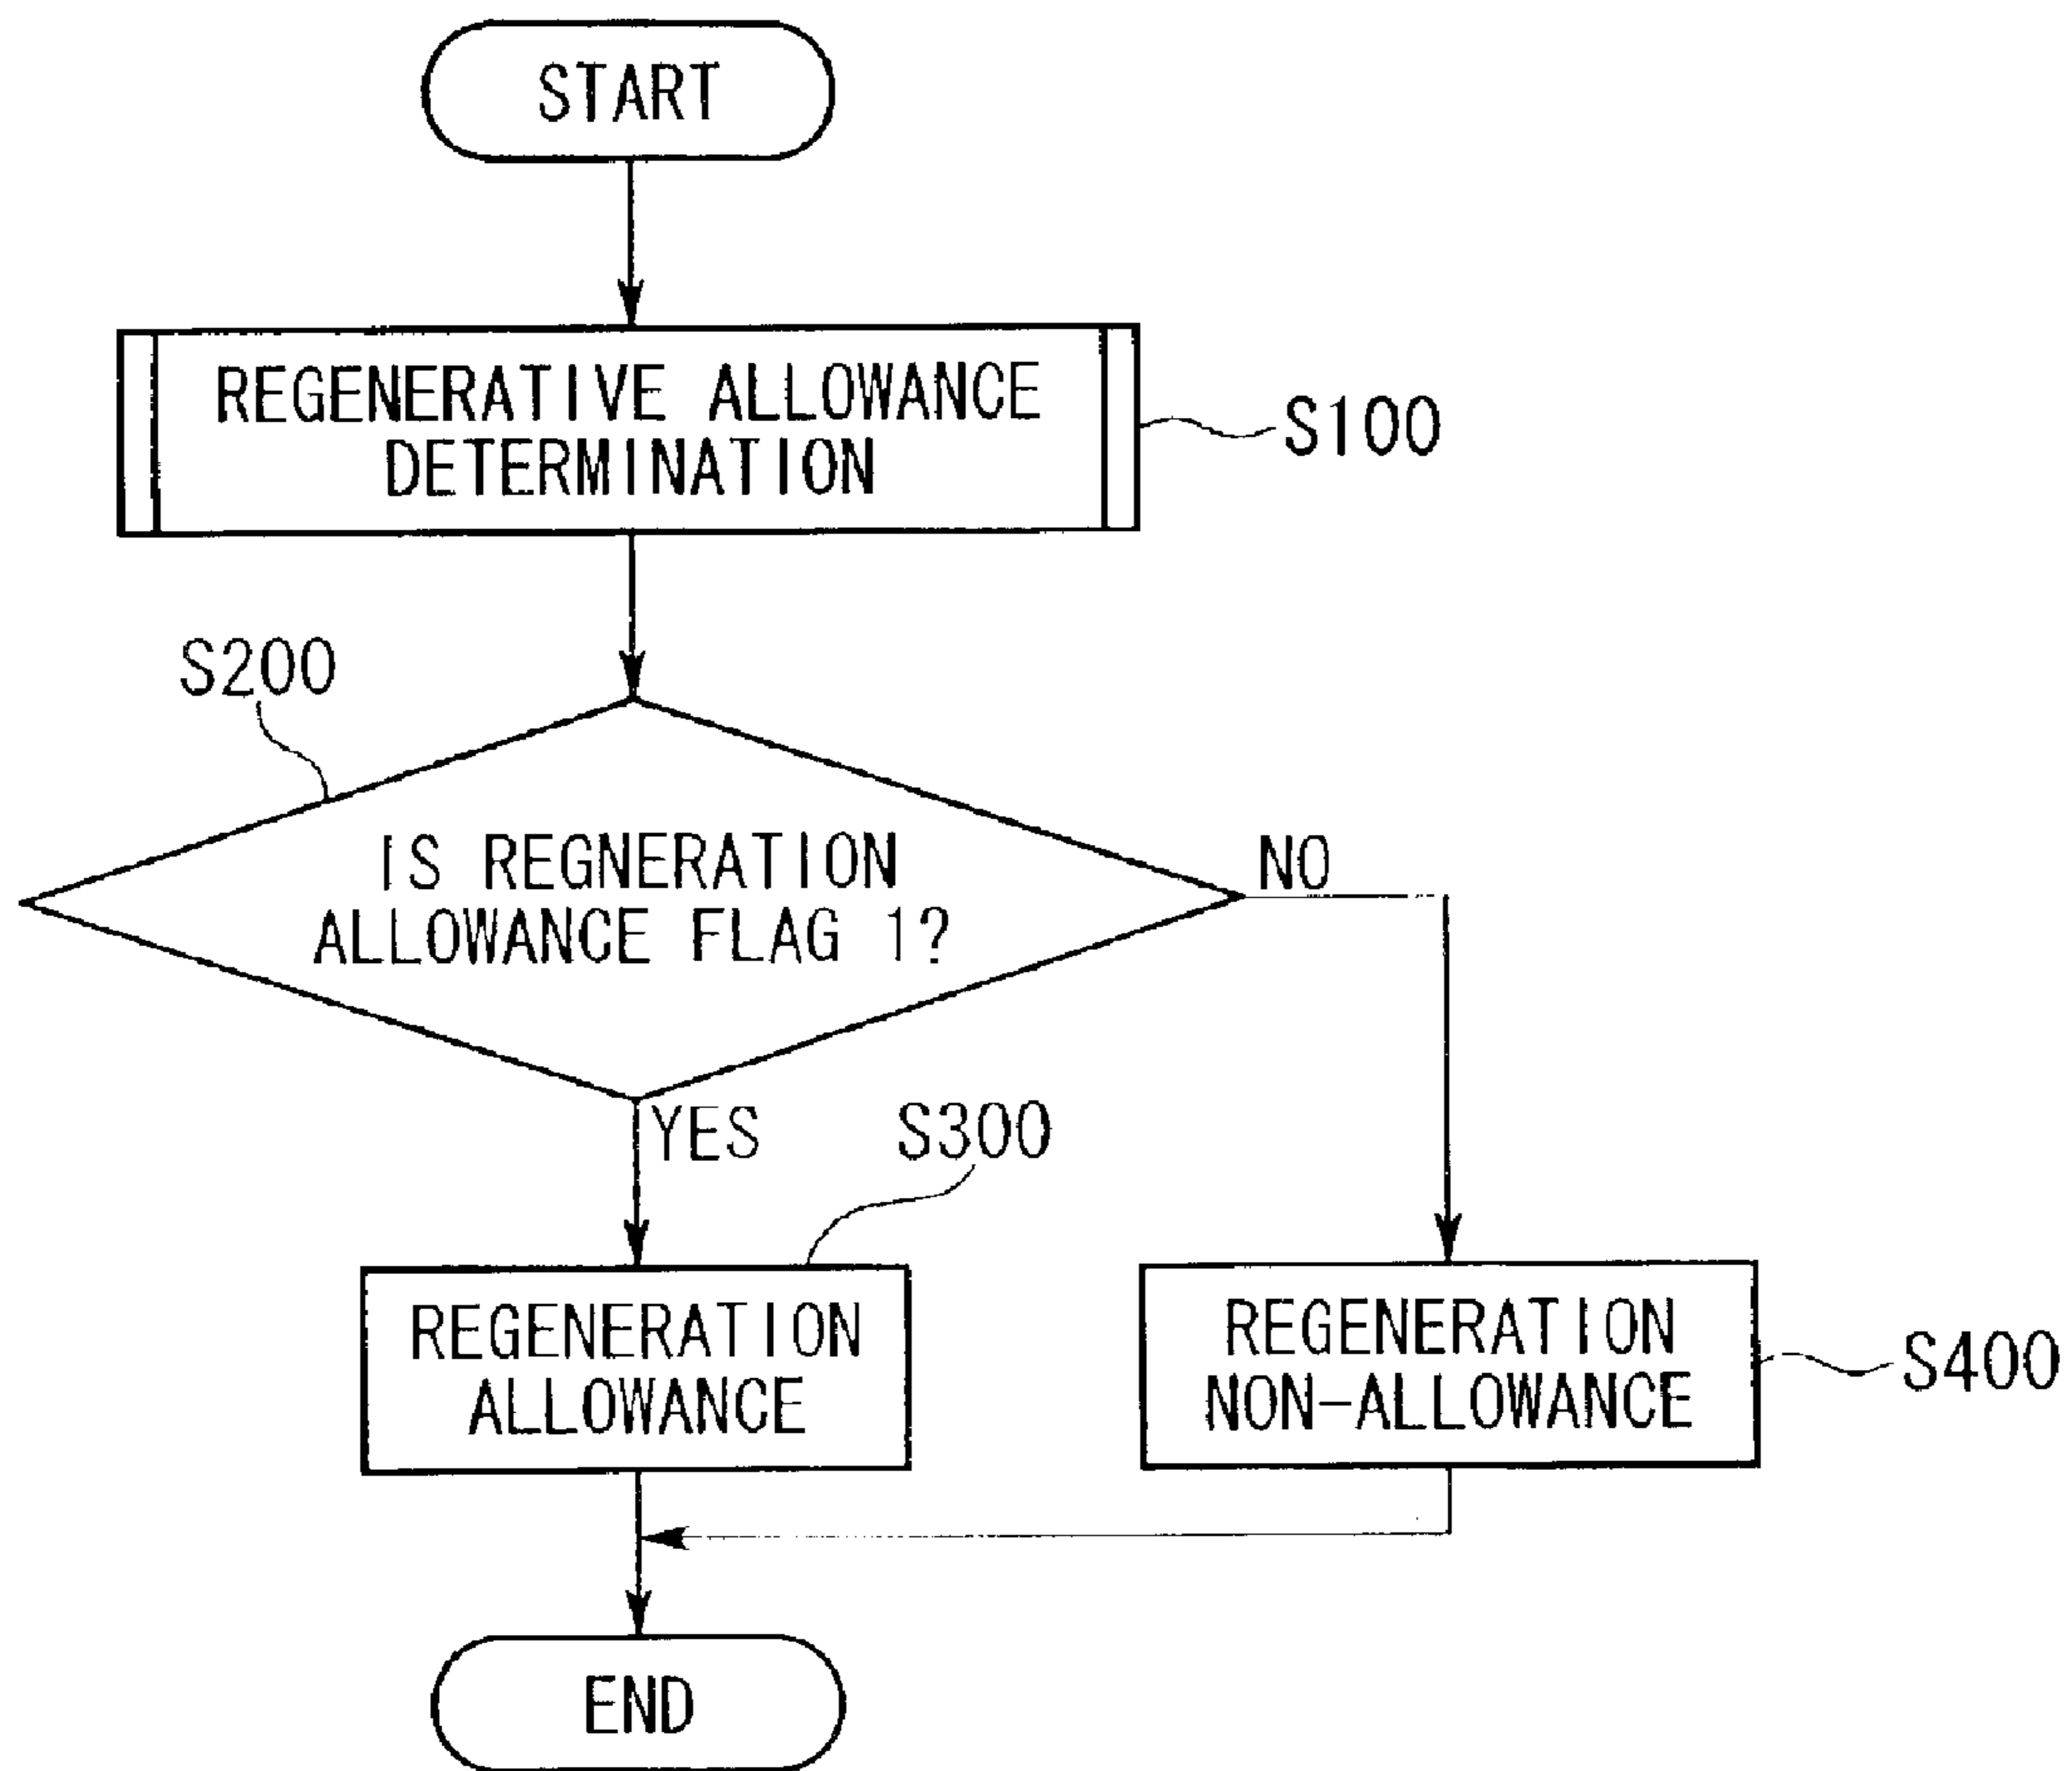 START
REGENERATIVE ALLOWANCE
DETERMINATION
S100
S200
IS REGNERATION
ALLOWANCE FLAG 1?
NO
YES
S300
REGENERATION
ALLOWANCE
REGENERATION
NON-ALLOWANCE
S400
END